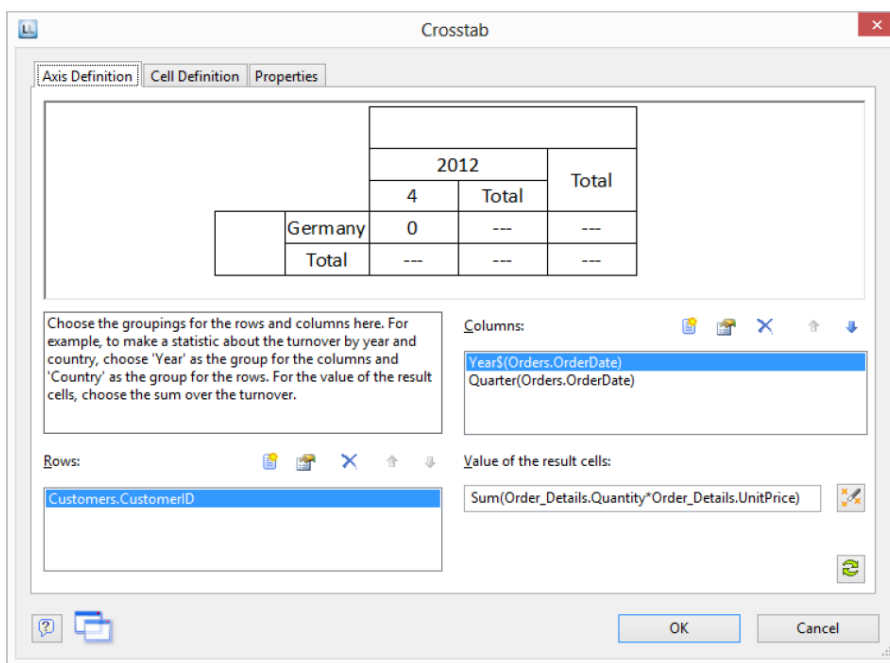 LL
Crosstab
Axis Definition
Cell Definition
Properties
2012
Total
4
Total
Germany
0
---
---
Total
---
---
---
Choose the groupings for the rows and columns here. For
example, to make a statistic about the turnover by year and
country, choose 'Year' as the group for the columns and
'Country' as the group for the rows. For the value of the result
cells, choose the sum over the turnover.
Columns:
Year$(Orders.OrderDate)
Quarter(Orders.OrderDate)
Rows:
Customers.CustomerID
Value of the result cells:
Sum(Order_Details.Quantity*Order_Details.UnitPrice)
?
OK
Cancel